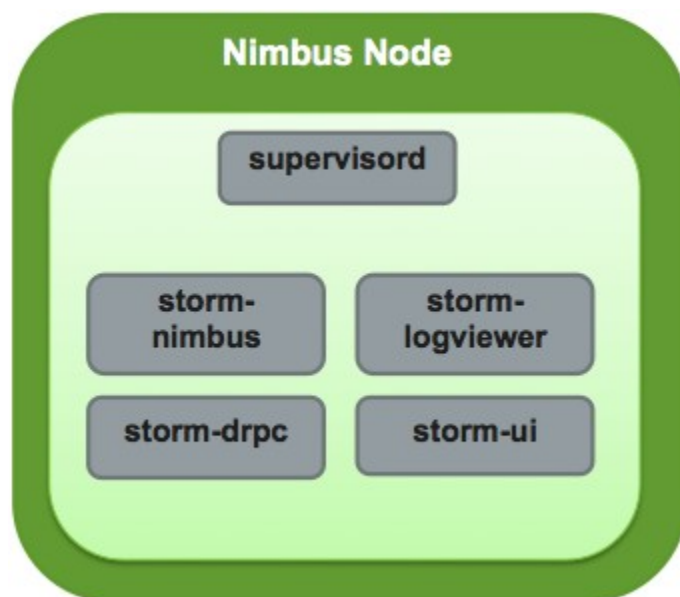 Nimbus Node
supervisord
storm-
nimbus
storm-
logviewer
storm-drpc
storm-ui